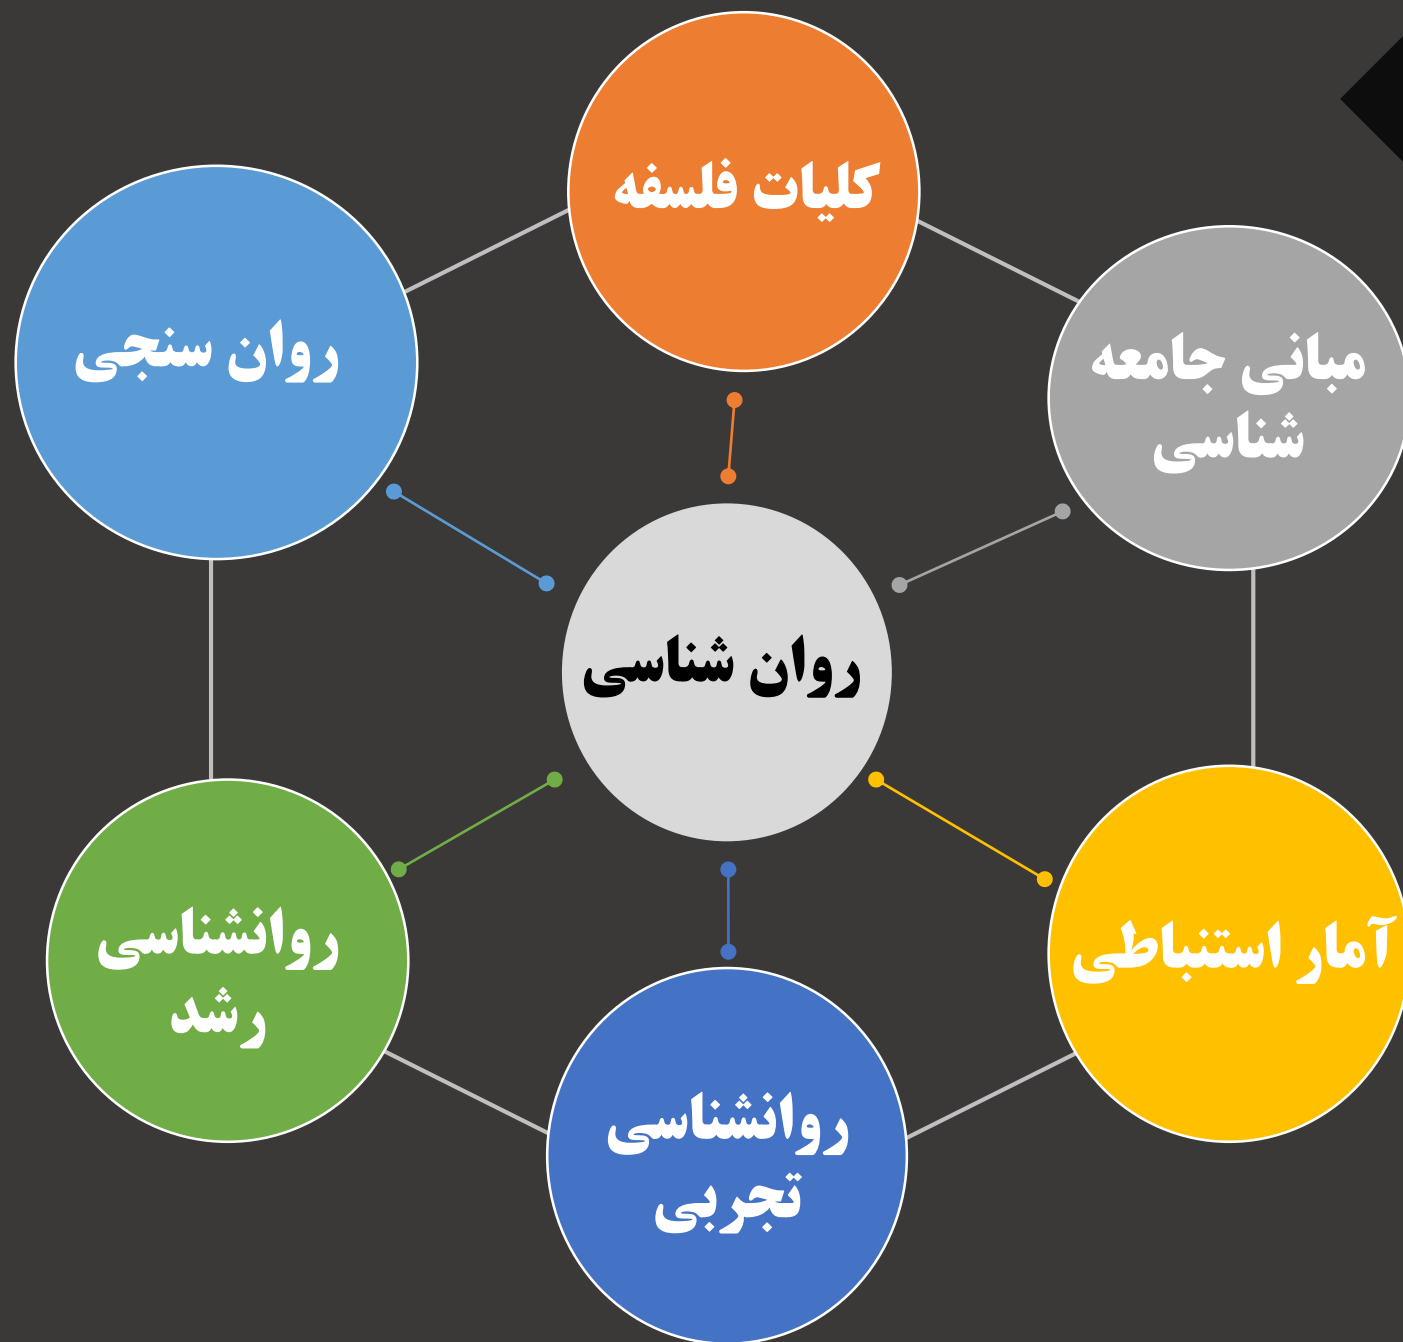 کلیات فلسفه
مبانی جامعه
شناسی
روان سنجی
روان شناسی
آمار استنباطی
روانشناسی
رشد
روانشناسی
تجربی